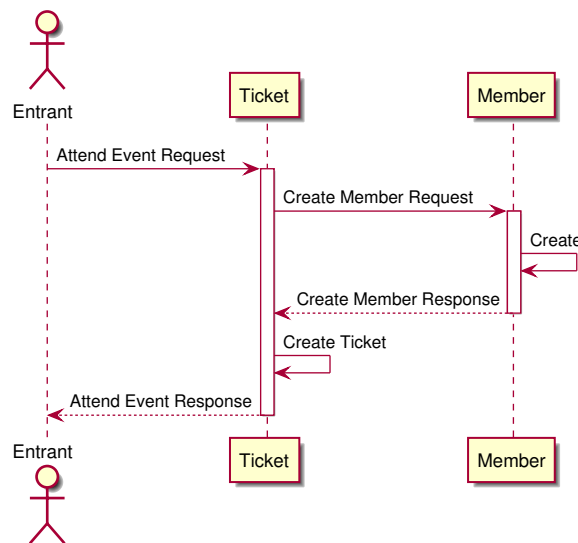 Entrant
Ticket
Member
Attend Event Request
Create Member Request
Create
Create Member Response
Create Ticket
Attend Event Response
Entrant
Ticket
Member